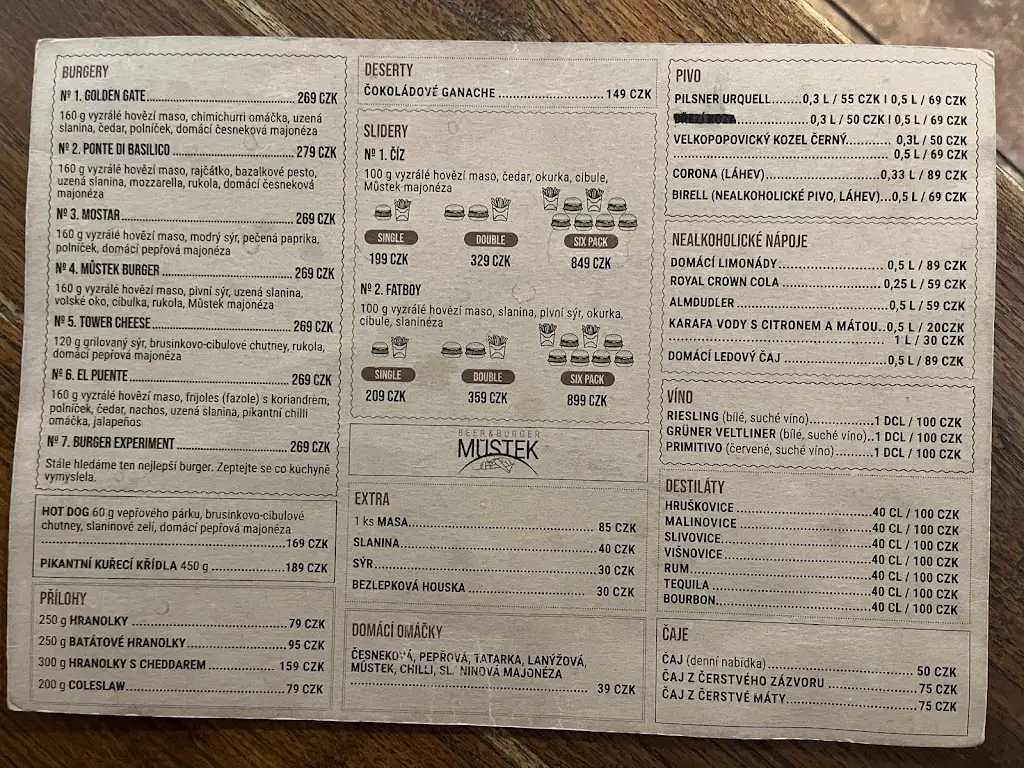 BURGERY
Nº 1. GOLDEN GATE........................................269 CZK
160 g vyzrálé hovězí maso, chimichurri omáčka, uzená
slanina, čedar, polníček, domácí česneková majonéza
Nº 2. PONTE DI BASILICO ........................................279 CZK
160 g vyzrálé hovězí maso, rajčátko, bazalkové pesto,
uzená slanina, mozzarella, rukola, domácí česneková
majonéza
Nº 3. MOSTAR........................................269 CZK
160 g vyzrálé hovězí maso, modrý sýr, pečená paprika,
polníček, domácí pepřová majonéza
Nº 4. MŮSTEK BURGER ........................................269 CZK
160 g vyzrálé hovězí maso, pivní sýr, uzená slanina,
volské oko, cibulka, rukola, Můstek majonéza
Nº 5. TOWER CHEESE........................................269 CZK
120 g grilovaný sýr, brusinkovo-cibulové chutney, rukola,
domácí pepřová majonéza
Nº 6. EL PUENTE........................................269 CZK
160 g vyzrálé hovězí maso, frijoles (fazole) s koriandrem,
polníček, čedar, nachos, uzená slanina, pikantní chilli
omáčka, jalapeños
Nº 7. BURGER EXPERIMENT ........................................269 CZK
Stále hledáme ten nejlepší burger. Zeptejte se co kuchyně
vymyslela.
HOT DOG 60 g vepřového párku, brusinkovo-cibulové
chutney, slaninové zelí, domácí pepřová majonéza
........................................169 CZK
PIKANTNÍ KUŘECÍ KŘÍDLA 450 g ....................189 CZK
PŘÍLOHY
250 g HRANOLKY ........................................79 CZK
250 g BATÁTOVÉ HRANOLKY....................95 CZK
300 g HRANOLKY S CHEDDAREM ....................159 CZK
200 g COLESLAW........................................79 CZK
DESERTY
ČOKOLÁDOVÉ GANACHE ........................................149 CZK
SLIDERY
Nº 1. ČÍZ
100 g vyzrálé hovězí maso, čedar, okurka, cibule,
Můstek majonéza
SINGLE DOUBLE SIX PACK
199 CZK 329 CZK 849 CZK
Nº 2. FATBOY
100 g vyzrálé hovězí maso, slanina, pivní sýr, okurka,
cibule, slaninéza
SINGLE DOUBLE SIX PACK
209 CZK 359 CZK 899 CZK
BEER & BURGER
MŮSTEK
EXTRA
1 ks MASA........................................85 CZK
SLANINA........................................40 CZK
SÝR........................................30 CZK
BEZLEPKOVÁ HOUSKA ........................................30 CZK
DOMÁCÍ OMÁČKY
ČESNEKOVÁ, PEPŘOVÁ, TATARKA, LANÝŽOVÁ,
MŮSTEK, CHILLI, SLANINOVÁ MAJONÉZA
........................................39 CZK
PIVO
PILSNER URQUELL........0,3 L / 55 CZK I 0,5 L / 69 CZK
....................0,3 L / 50 CZK I 0,5 L / 69 CZK
VELKOPOPOVICKÝ KOZEL ČERNÝ............ 0,3L / 50 CZK
........................................ 0,5 L / 69 CZK
CORONA (LÁHEV)........................................0,33 L / 89 CZK
BIRELL (NEALKOHOLICKÉ PIVO, LÁHEV)...0,5 L / 69 CZK
NEALKOHOLICKÉ NÁPOJE
DOMÁCÍ LIMONÁDY........................................0,5 L / 89 CZK
ROYAL CROWN COLA ........................................0,25 L / 59 CZK
ALMDUDLER ........................................0,5 L / 59 CZK
KARAFA VODY S CITRONEM A MÁTOU..0,5 L / 20CZK
........................................1 L / 30 CZK
DOMÁCÍ LEDOVÝ ČAJ ....................0,5 L / 89 CZK
VÍNO
RIESLING (bílé, suché víno)....................1 DCL / 100 CZK
GRÜNER VELTLINER (bílé, suché víno)..1 DCL / 100 CZK
PRIMITIVO (červené, suché víno)..........1 DCL / 100 CZK
DESTILÁTY
HRUŠKOVICE ........................................40 CL / 100 CZK
MALINOVICE ........................................40 CL / 100 CZK
SLIVOVICE........................................40 CL / 100 CZK
VIŠNOVICE........................................40 CL / 100 CZK
RUM........................................40 CL / 100 CZK
TEQUILA........................................40 CL / 100 CZK
BOURBON........................................40 CL / 100 CZK
ČAJE
ČAJ (denní nabídka)........................................50 CZK
ČAJ Z ČERSTVÉHO ZÁZVORU ....................75 CZK
ČAJ Z ČERSTVÉ MÁTY........................................75 CZK